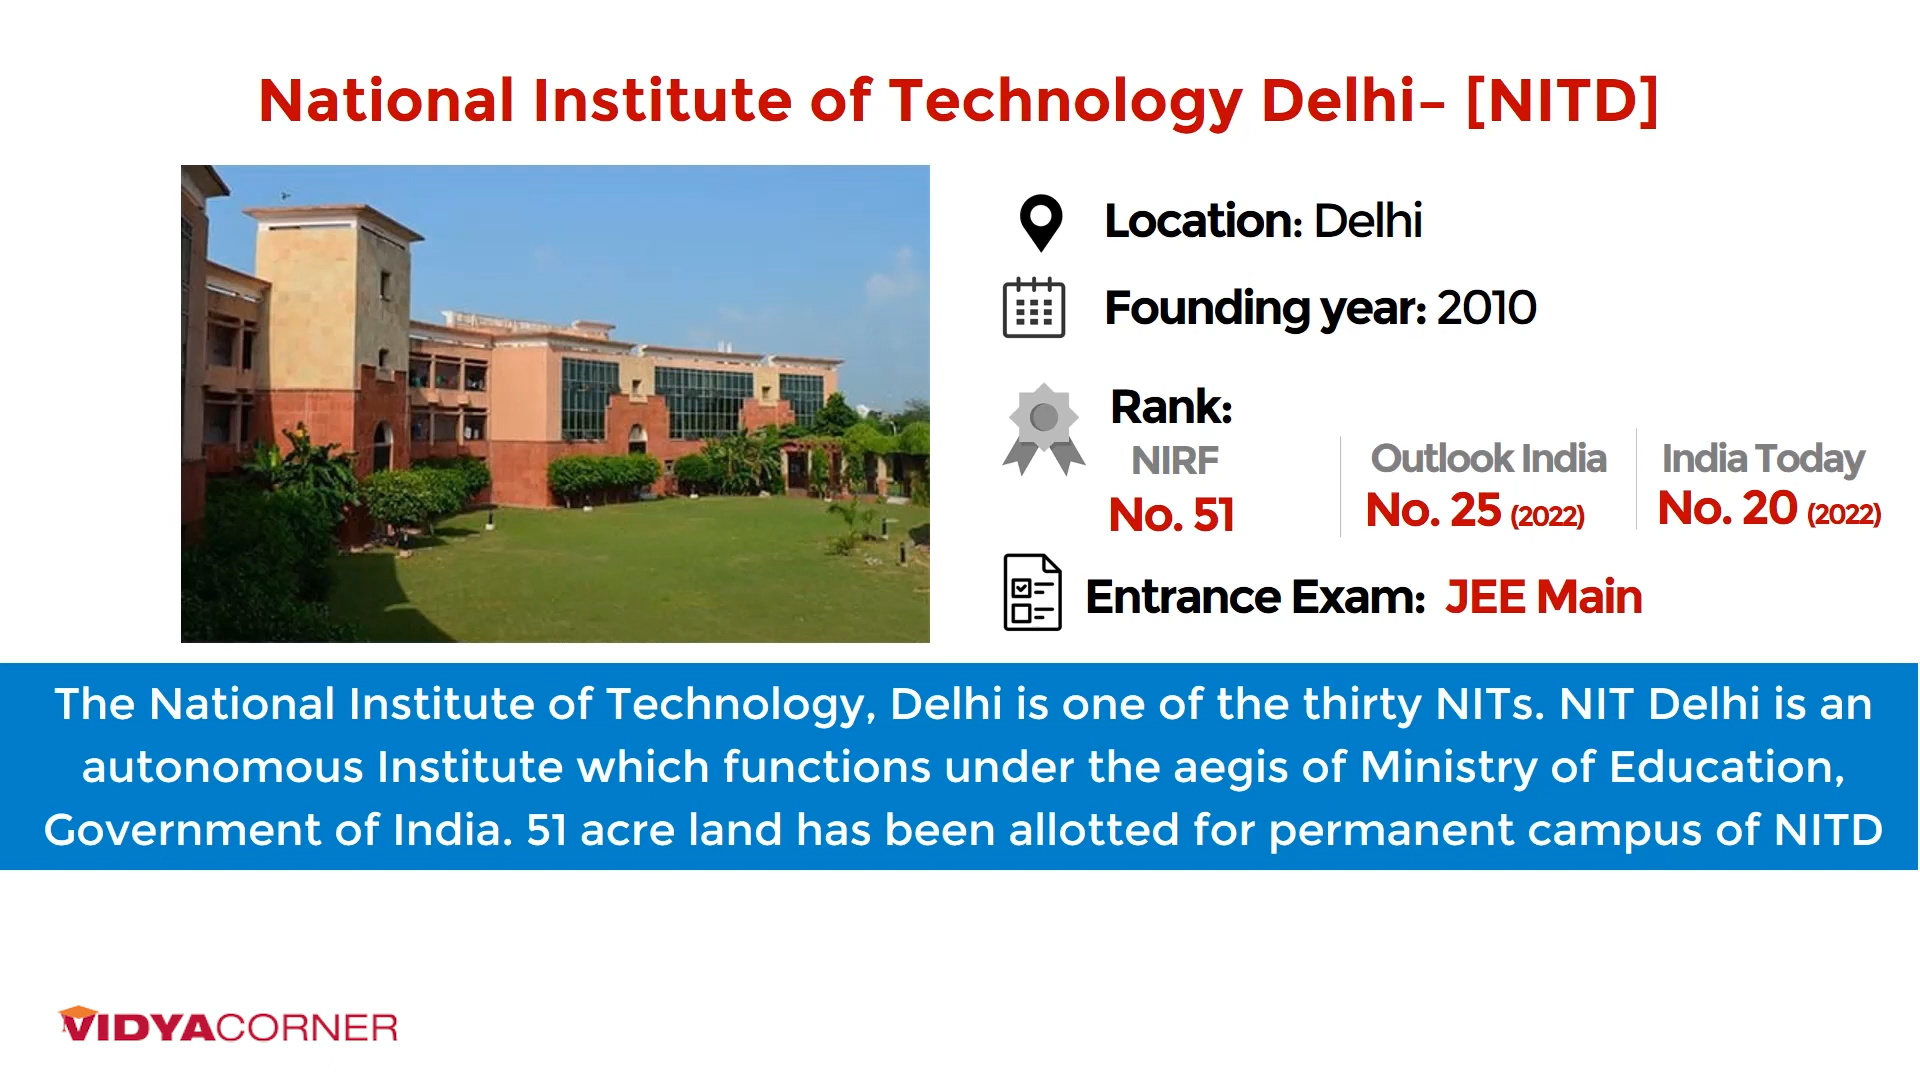 National Institute of Technology Delhi– [NITD]
Location: Delhi
Founding year: 2010
Rank:
NIRF
No. 51
Outlook India
No. 25 (2022)
India Today
No. 20 (2022)
Entrance Exam: JEE Main
The National Institute of Technology, Delhi is one of the thirty NITs. NIT Delhi is an
autonomous Institute which functions under the aegis of Ministry of Education,
Government of India. 51 acre land has been allotted for permanent campus of NITD
VIDYACORNER